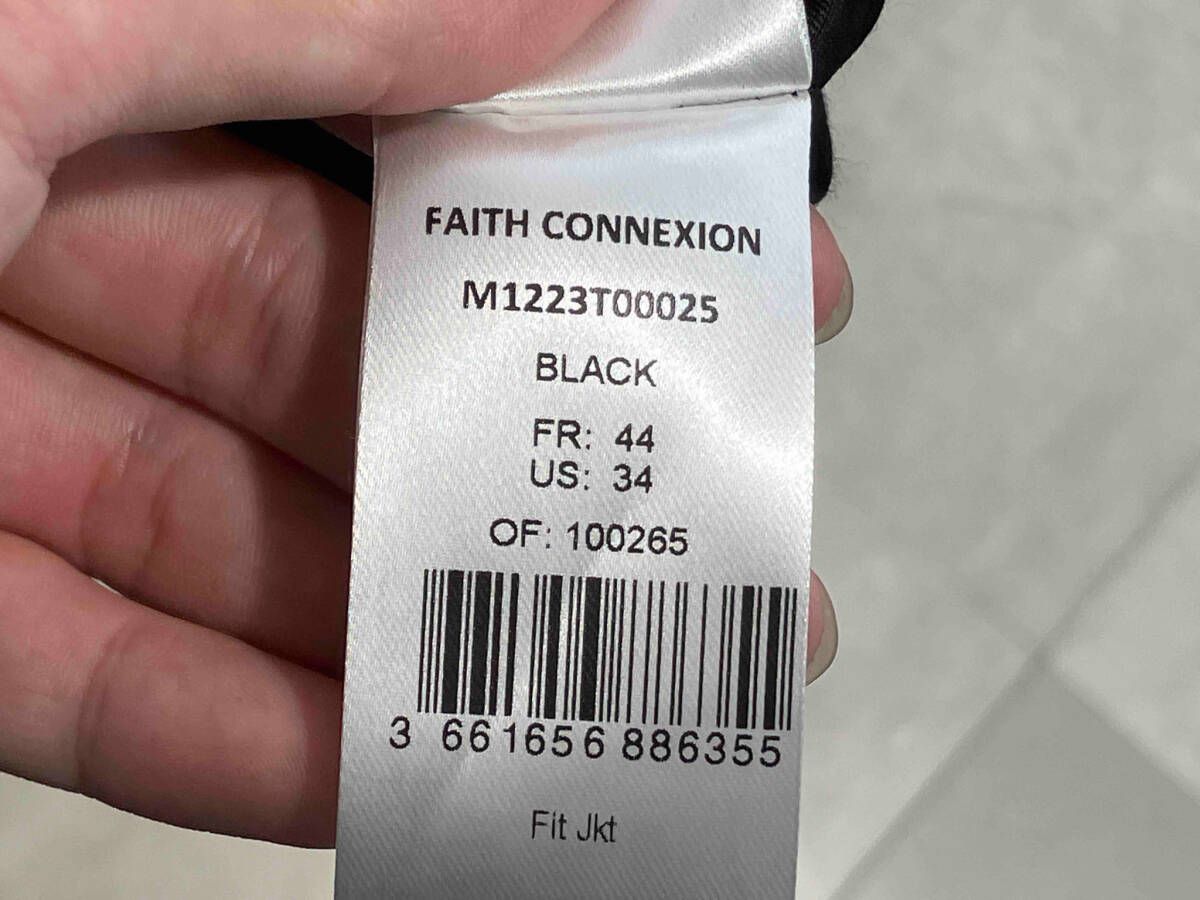 FAITH CONNEXION
M1223T00025
BLACK
FR: 44
US: 34
OF: 100265
3 661656 886355
Fit Jkt